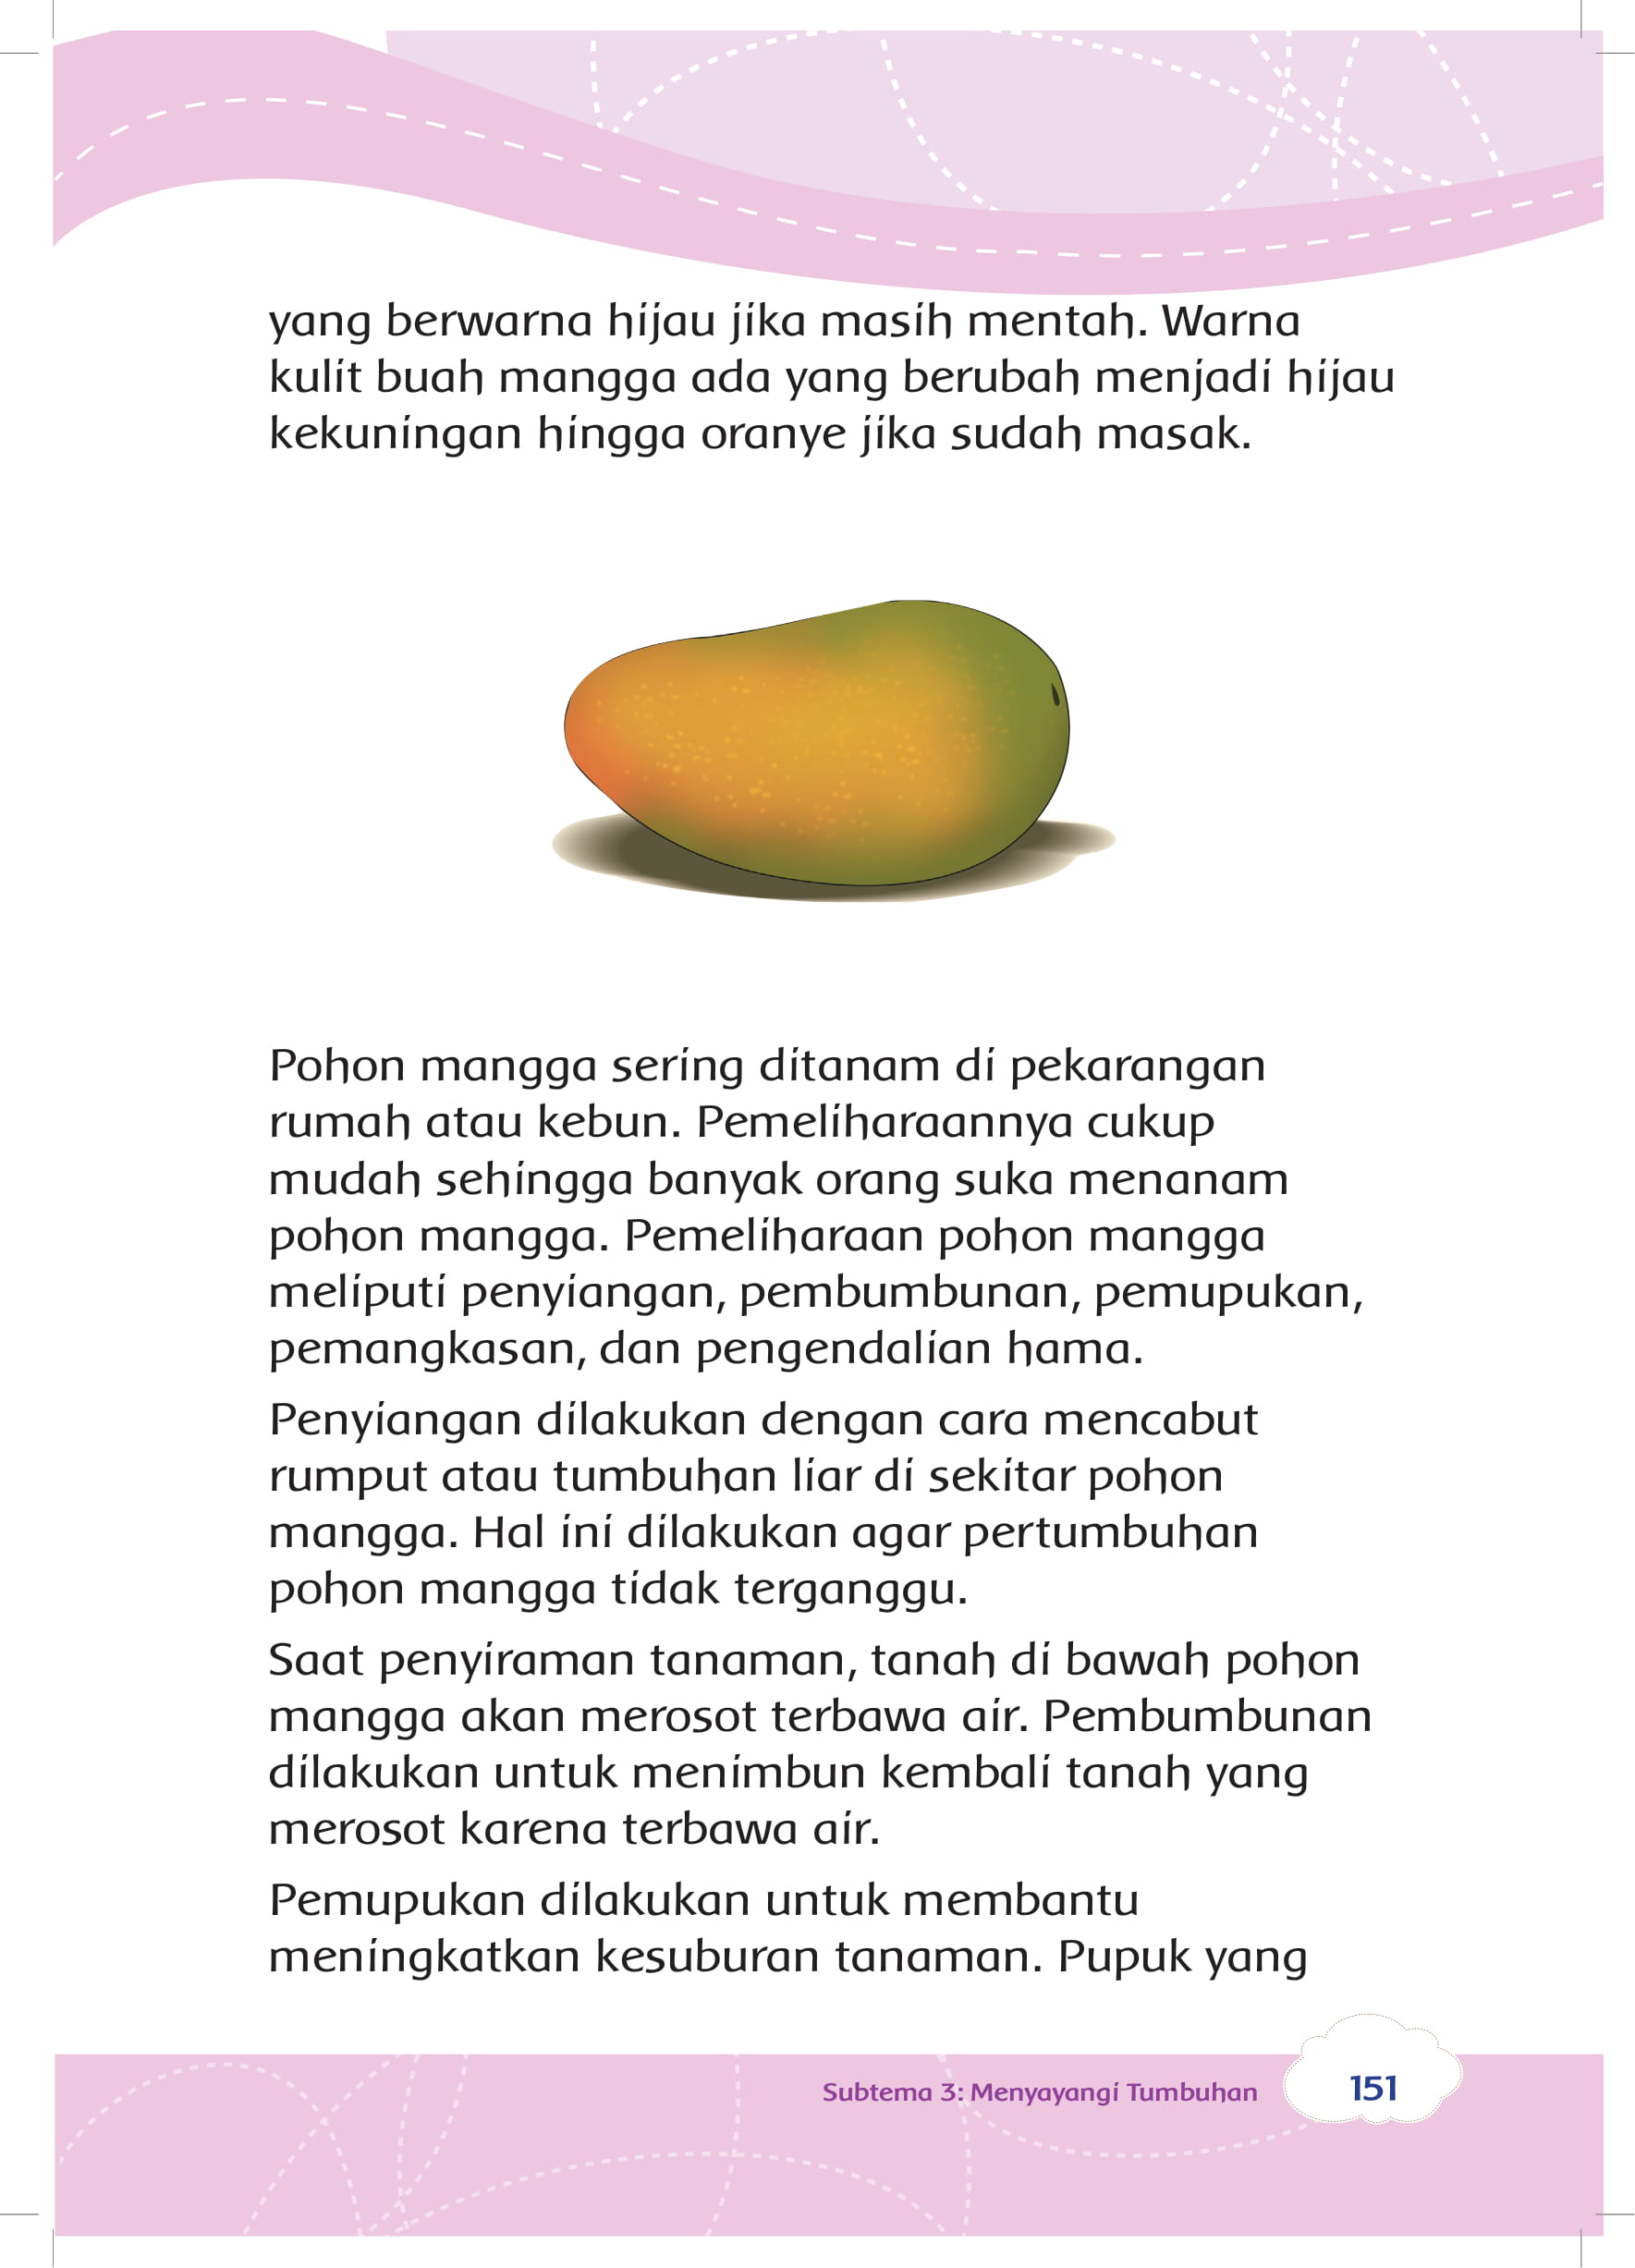 yang berwarna hijau jika masih mentah. Warna
kulit buah mangga ada yang berubah menjadi hijau
kekuningan hingga oranye jika sudah masak.
Pohon mangga sering ditanam di pekarangan
rumah atau kebun. Pemeliharaannya cukup
mudah sehingga banyak orang suka menanam
pohon mangga. Pemeliharaan pohon mangga
meliputi penyiangan, pembumbunan, pemupukan,
pemangkasan, dan pengendalian hama.
Penyiangan dilakukan dengan cara mencabut
rumput atau tumbuhan liar di sekitar pohon
mangga. Hal ini dilakukan agar pertumbuhan
pohon mangga tidak terganggu.
Saat penyiraman tanaman, tanah di bawah pohon
mangga akan merosot terbawa air. Pembumbunan
dilakukan untuk menimbun kembali tanah yang
merosot karena terbawa air.
Pemupukan dilakukan untuk membantu
meningkatkan kesuburan tanaman. Pupuk yang
Subtema 3: Menyayangi Tumbuhan
151